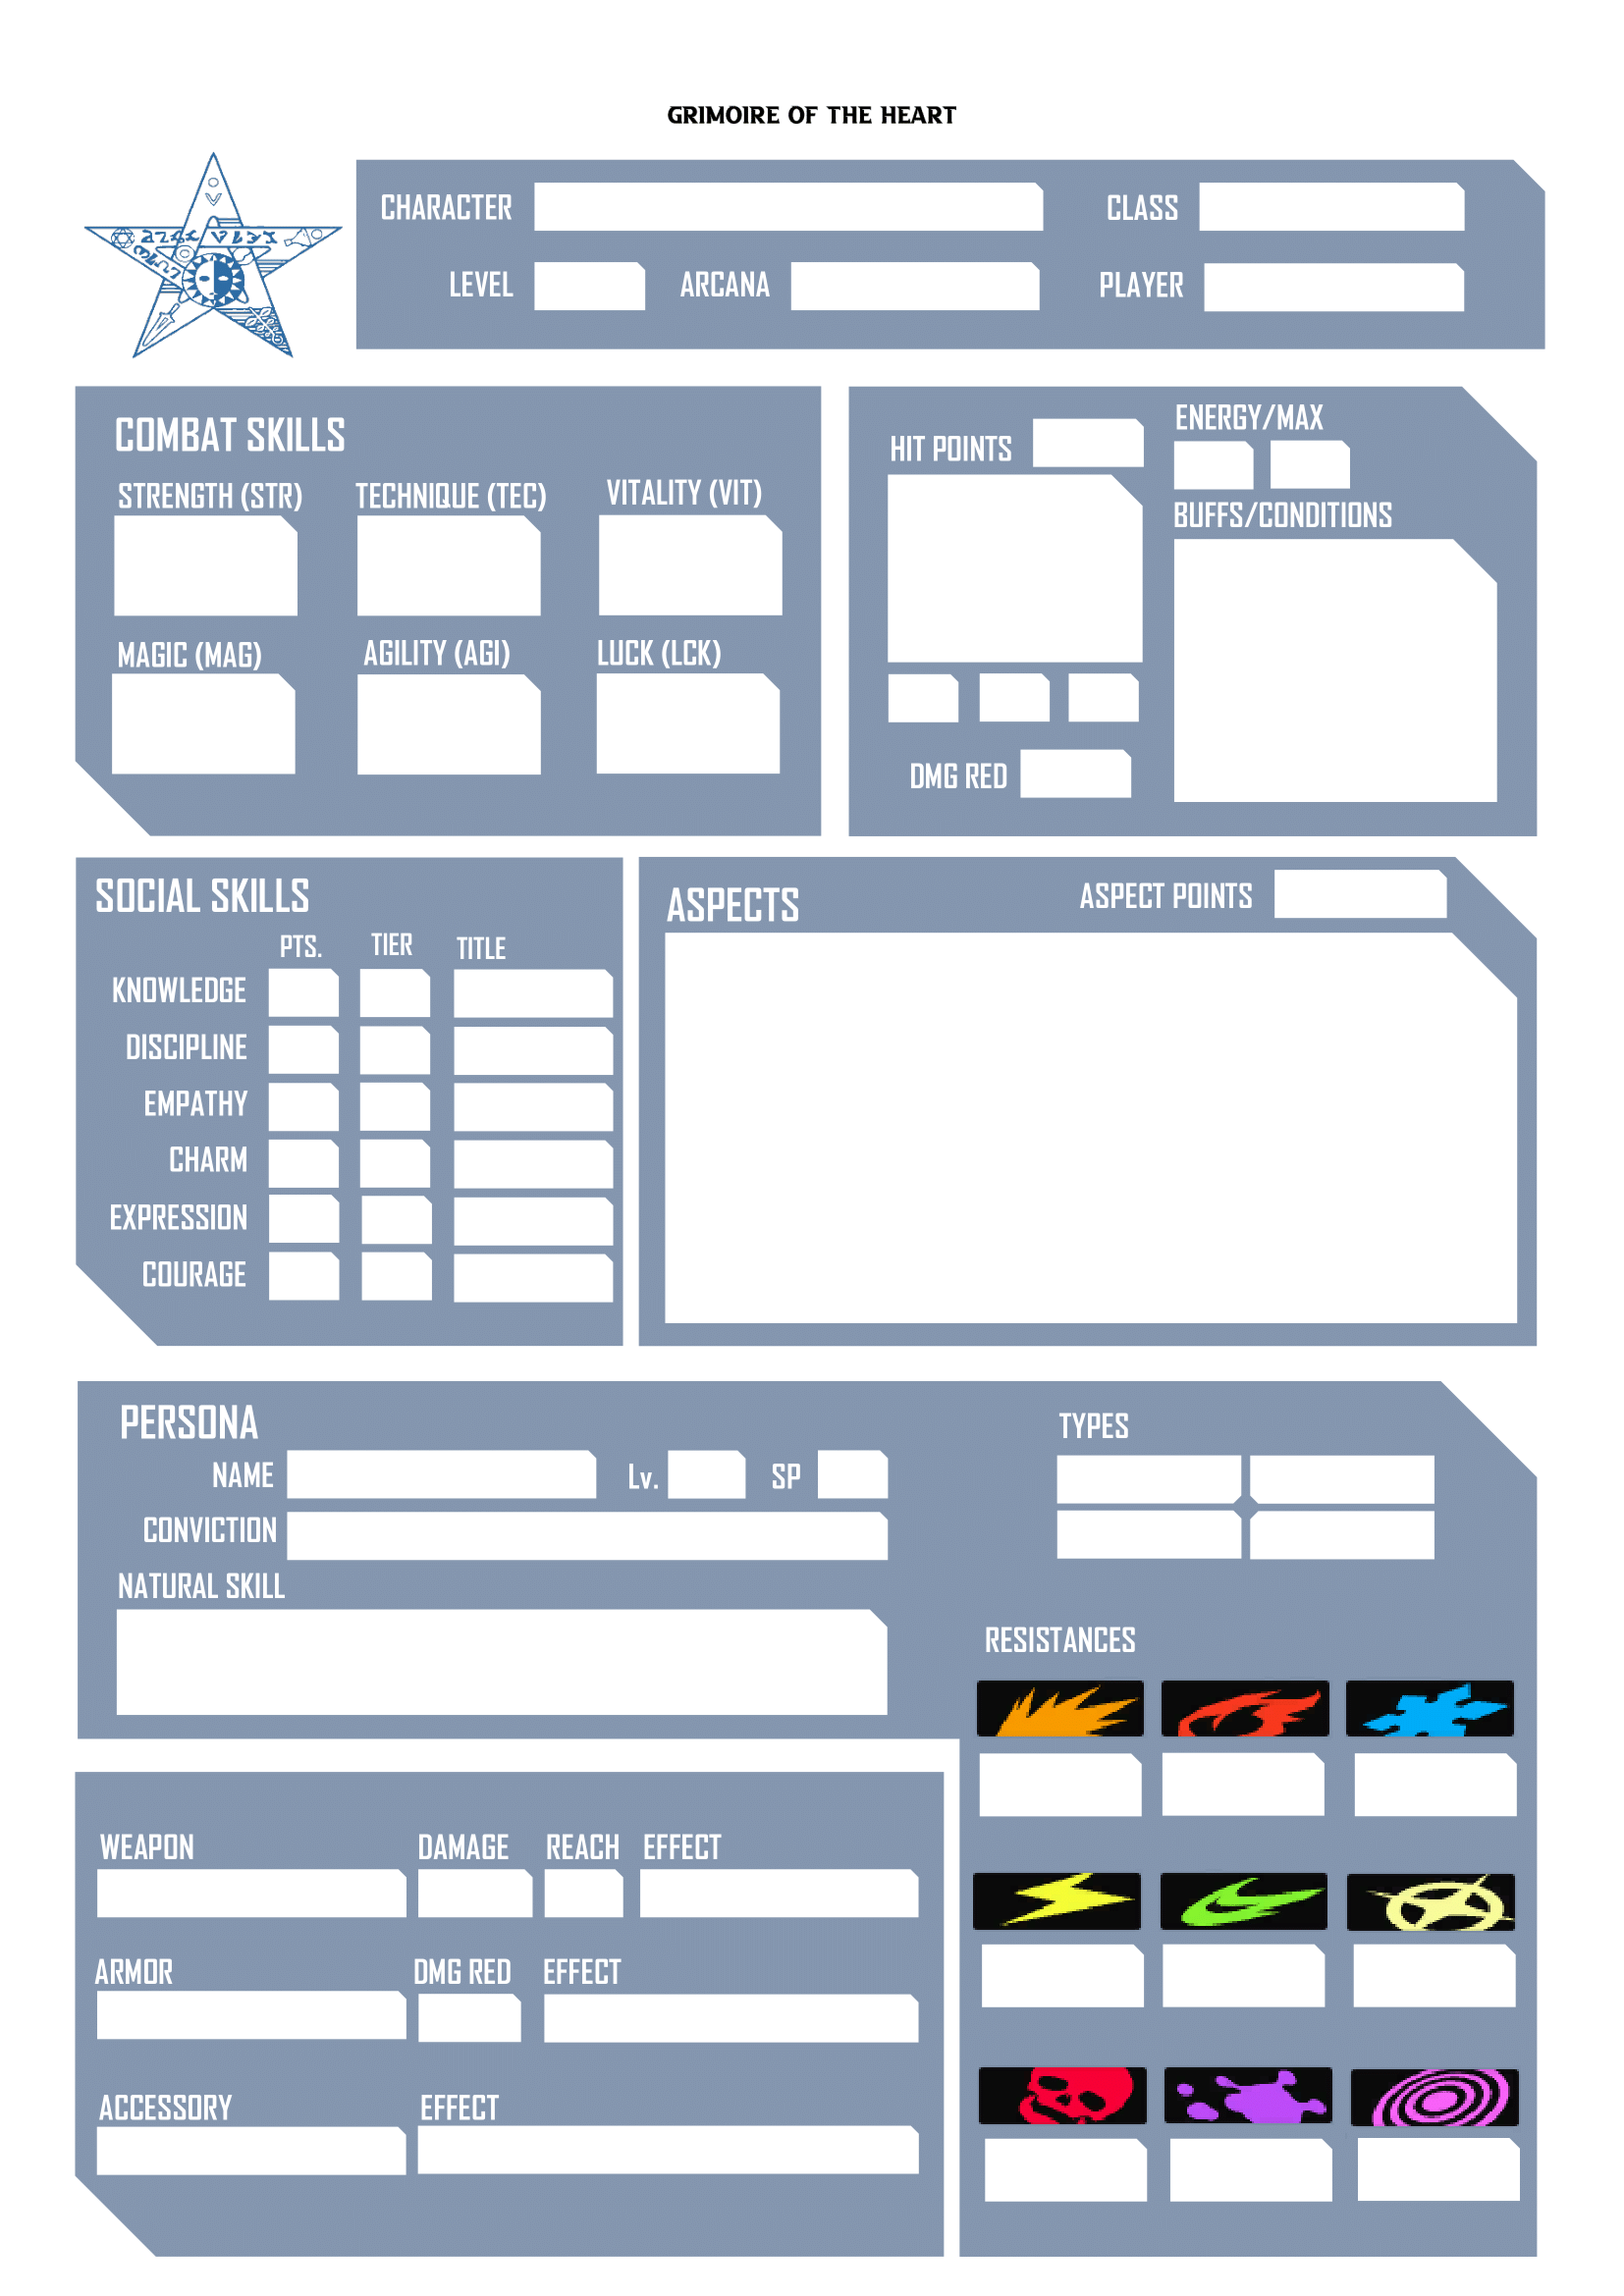 GRIMOIRE OF THE HEART
CHARACTER CLASS
LEVEL ARCANA PLAYER
COMBAT SKILLS
STRENGTH (STR) TECHNIQUE (TEC) VITALITY (VIT)
MAGIC (MAG) AGILITY (AGI) LUCK (LCK)
HIT POINTS
ENERGY/MAX
BUFFS/CONDITIONS
DMG RED
SOCIAL SKILLS
PTS. TIER TITLE
KNOWLEDGE
DISCIPLINE
EMPATHY
CHARM
EXPRESSION
COURAGE
ASPECTS ASPECT POINTS
PERSONA
NAME Lv. SP
CONVICTION
NATURAL SKILL
TYPES
RESISTANCES
WEAPON DAMAGE REACH EFFECT
ARMOR DMG RED EFFECT
ACCESSORY EFFECT